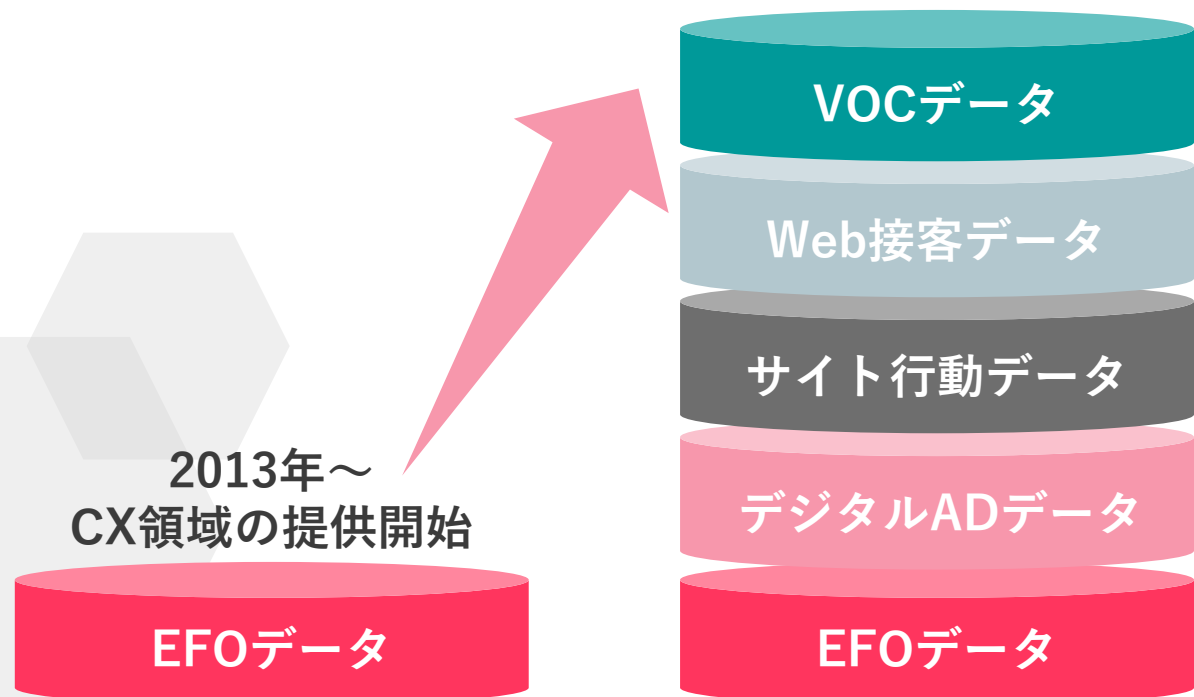 2013年～
CX領域の提供開始
EFOデータ
VOCデータ
Web接客データ
サイト行動データ
デジタルADデータ
EFOデータ